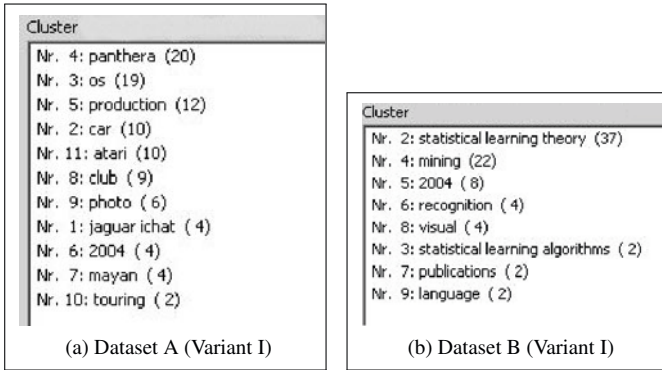 Cluster
Nr. 4: panthera (20)
Nr. 3: os (19)
Nr. 5: production (12)
Nr. 2: car (10)
Nr. 11: atari (10)
Nr. 8: club ( 9)
Nr. 9: photo ( 6)
Nr. 1: jaguar ichat ( 4)
Nr. 6: 2004 ( 4)
Nr. 7: mayan ( 4)
Nr. 10: touring ( 2)
(a) Dataset A (Variant I)
Cluster
Nr. 2: statistical learning theory (37)
Nr. 4: mining (22)
Nr. 5: 2004 ( 8)
Nr. 6: recognition ( 4)
Nr. 8: visual ( 4)
Nr. 3: statistical learning algorithms ( 2)
Nr. 7: publications ( 2)
Nr. 9: language ( 2)
(b) Dataset B (Variant I)